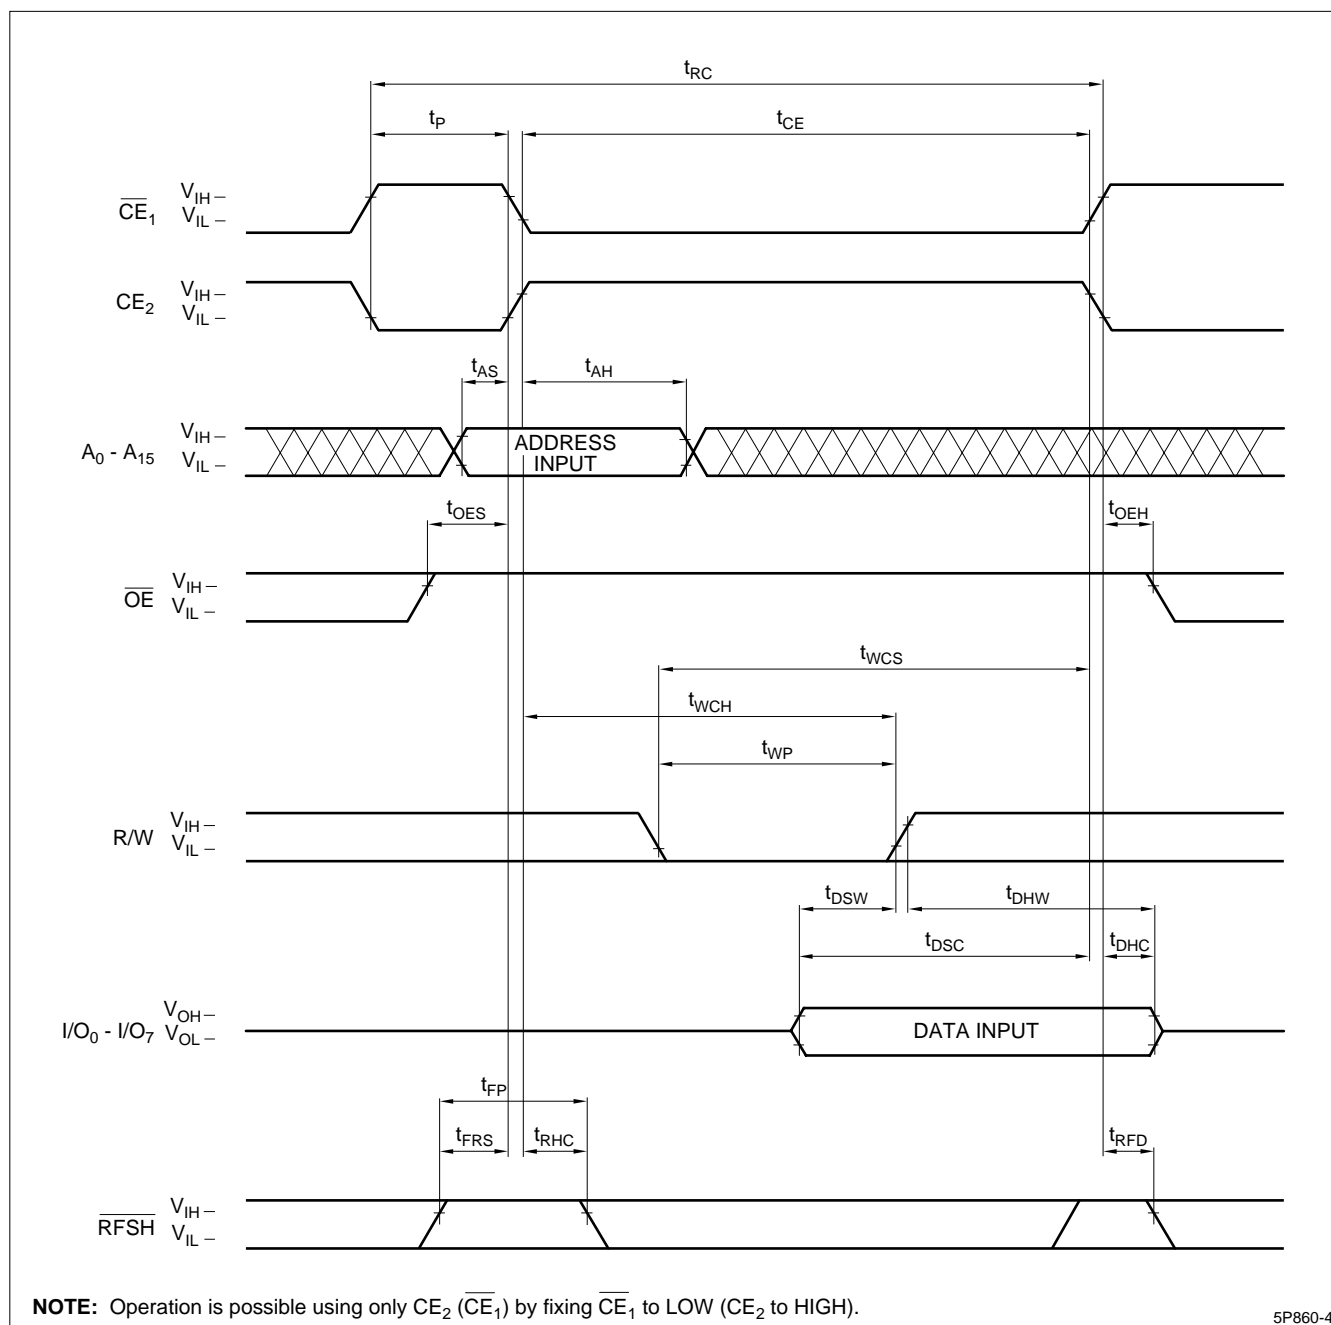 tRC
tP
tCE
CE1 VIH –
VIL –
CE2 VIH –
VIL –
tAS tAH
A0 - A15 VIH –
VIL –
ADDRESS
INPUT
tOES tOEH
OE VIH –
VIL –
tWCS
tWCH
tWP
R/W VIH –
VIL –
tDSW tDHW
tDSC tDHC
I/O0 - I/O7 VOH –
VOL –
DATA INPUT
tFP
tFRS tRHC tRFD
RFSH VIH –
VIL –
NOTE: Operation is possible using only CE2 (CE1) by fixing CE1 to LOW (CE2 to HIGH).
5P860-4